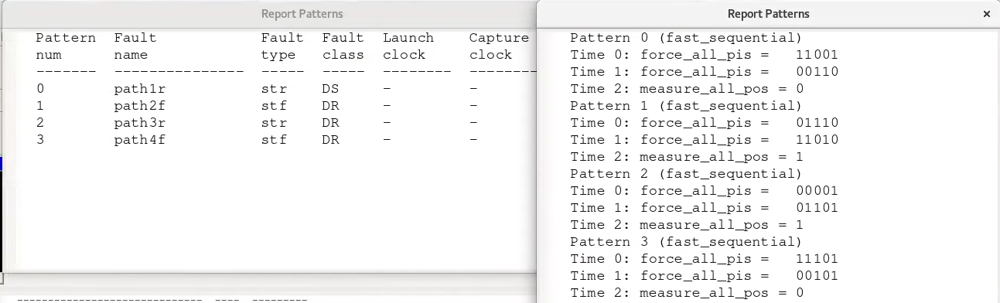 Report Patterns
Pattern Fault Fault Fault Launch Capture
num name type class clock clock
------- --------------- ----- ----- -------- --------
0 path1r str DS - -
1 path2f stf DR - -
2 path3r str DR - -
3 path4f stf DR - -
Report Patterns
Pattern 0 (fast_sequential)
Time 0: force_all_pis = 11001
Time 1: force_all_pis = 00110
Time 2: measure_all_pos = 0
Pattern 1 (fast_sequential)
Time 0: force_all_pis = 01110
Time 1: force_all_pis = 11010
Time 2: measure_all_pos = 1
Pattern 2 (fast_sequential)
Time 0: force_all_pis = 00001
Time 1: force_all_pis = 01101
Time 2: measure_all_pos = 1
Pattern 3 (fast_sequential)
Time 0: force_all_pis = 11101
Time 1: force_all_pis = 00101
Time 2: measure_all_pos = 0